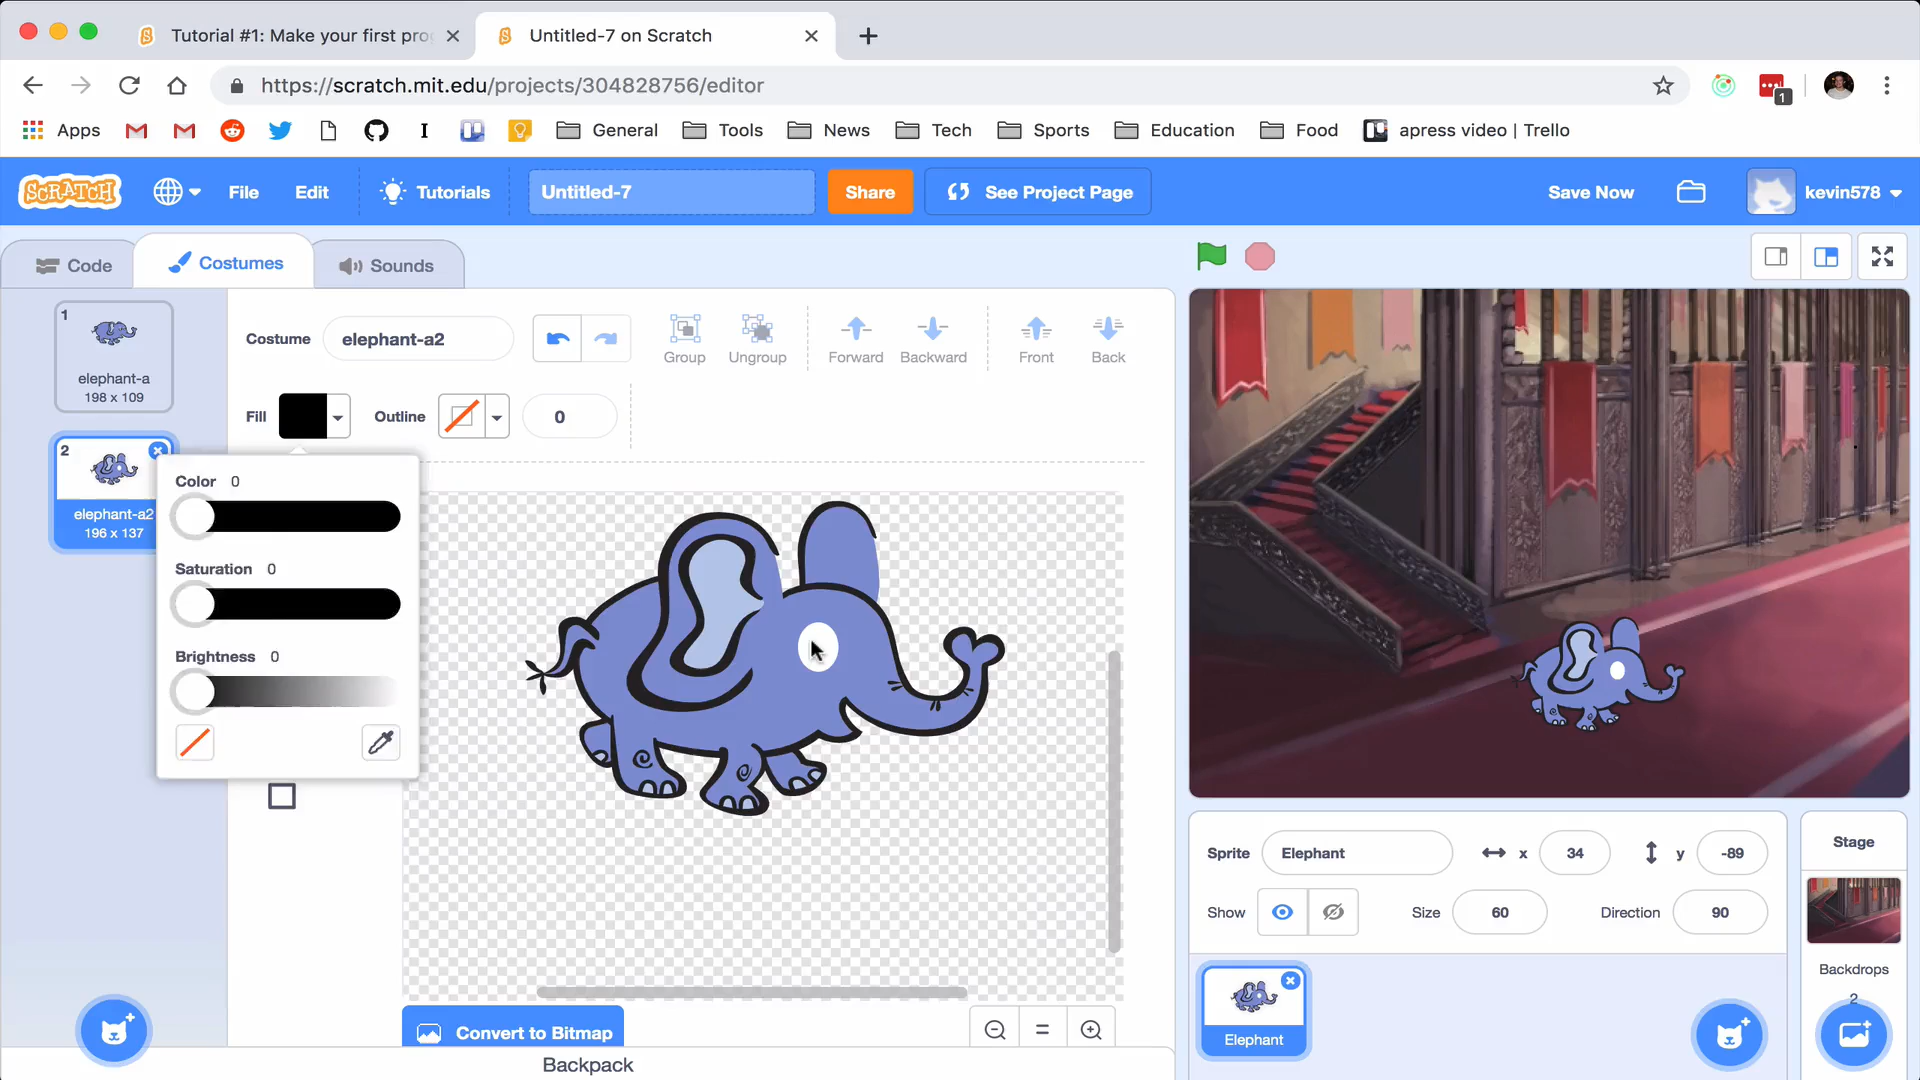 Tutorial #1: Make your first pro
Untitled-7 on Scratch
https://scratch.mit.edu/projects/304828756/editor
1
Apps
General
Tools
News
Tech
Sports
Education
Food
apress video | Trello
SCRATCH
File
Edit
Tutorials
Untitled-7
Share
See Project Page
Save Now
kevin578
Code
Costumes
Sounds
1
elephant-a
198 x 109
2
elephant-a2
196 x 137
Costume
elephant-a2
Group
Ungroup
Forward
Backward
Front
Back
Fill
Outline
0
Color 0
Saturation 0
Brightness 0
Convert to Bitmap
Backpack
Sprite
Elephant
x
34
y
-89
Show
Size
60
Direction
90
Elephant
Stage
Backdrops
2